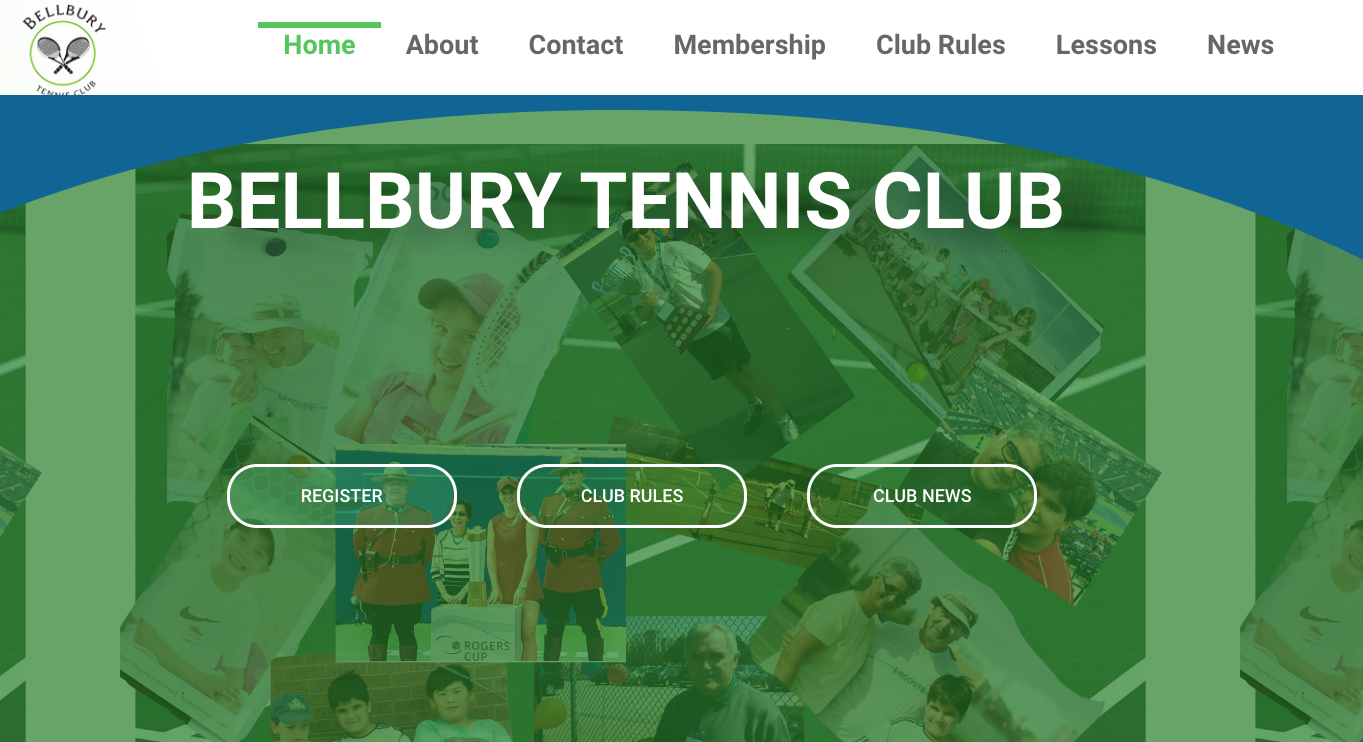 BELLBURY
TENNIS CLUB
Home About Contact Membership Club Rules Lessons News
BELLBURY TENNIS CLUB
REGISTER CLUB RULES CLUB NEWS
ROGERS
CUP
LACOSTE